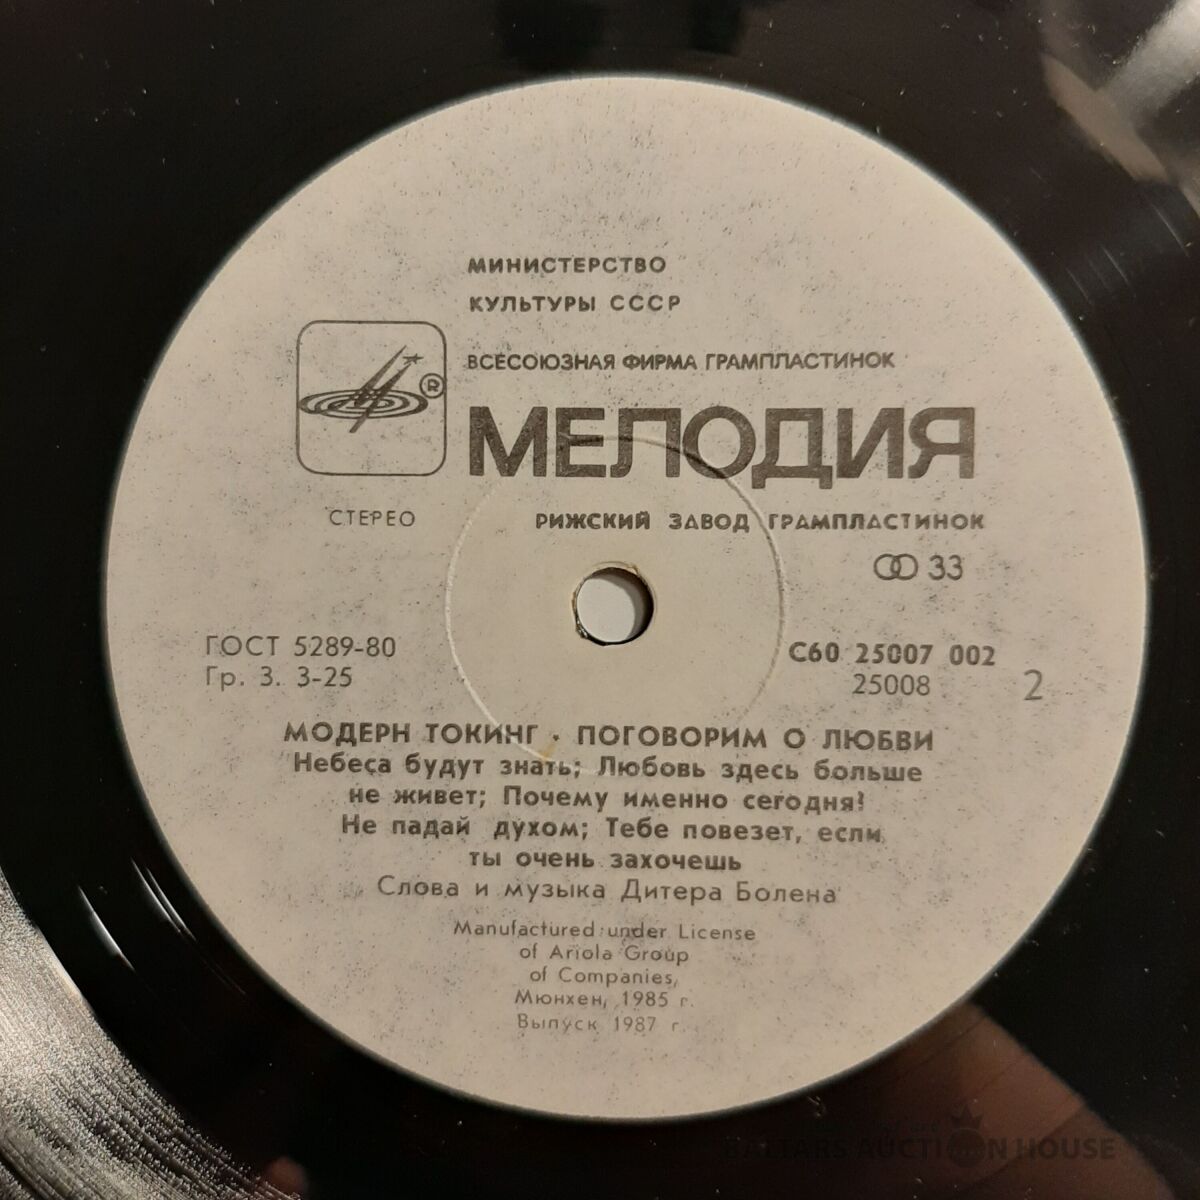 МИНИСТЕРСТВО
КУЛЬТУРЫ СССР
ВСЕСОЮЗНАЯ ФИРМА ГРАМПЛАСТИНОК
®
МЕЛОДИЯ
СТЕРЕО
РИЖСКИЙ ЗАВОД ГРАМПЛАСТИНОК
33
ГОСТ 5289-80
Гр. 3. 3-25
С60 25007 002
25008
2
МОДЕРН ТОКИНГ · ПОГОВОРИМ О ЛЮБВИ
Небеса будут знать; Любовь здесь больше
не живет; Почему именно сегодня?
Не падай духом; Тебе повезет, если
ты очень захочешь
Слова и музыка Дитера Болена
Manufactured under License
of Ariola Group
of Companies,
Мюнхен, 1985 г.
Выпуск 1987 г.
BALTARS AUCTION HOUSE